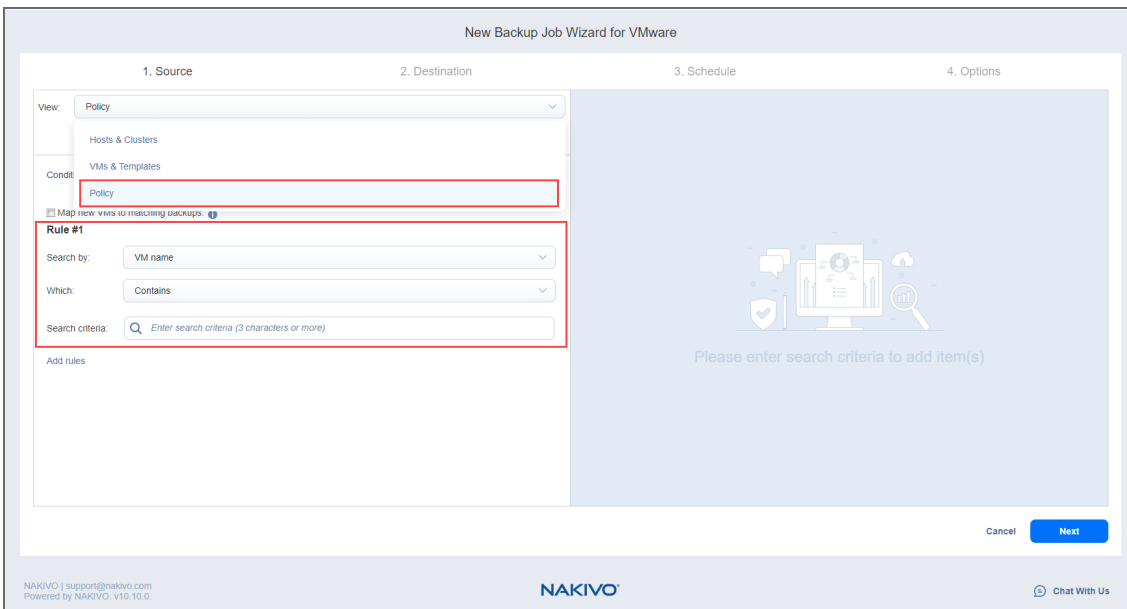 New Backup Job Wizard for VMware
1. Source 2. Destination 3. Schedule 4. Options
View: Policy
Hosts & Clusters
VMs & Templates
Condit
Policy
Map new VMs to matching backups.
Rule #1
Search by: VM name
Which: Contains
Search criteria: Enter search criteria (3 characters or more)
Add rules
Please enter search criteria to add item(s)
Cancel Next
NAKIVO | support@nakivo.com
Powered by NAKIVO. v10.10.0.
NAKIVO®
Chat With Us